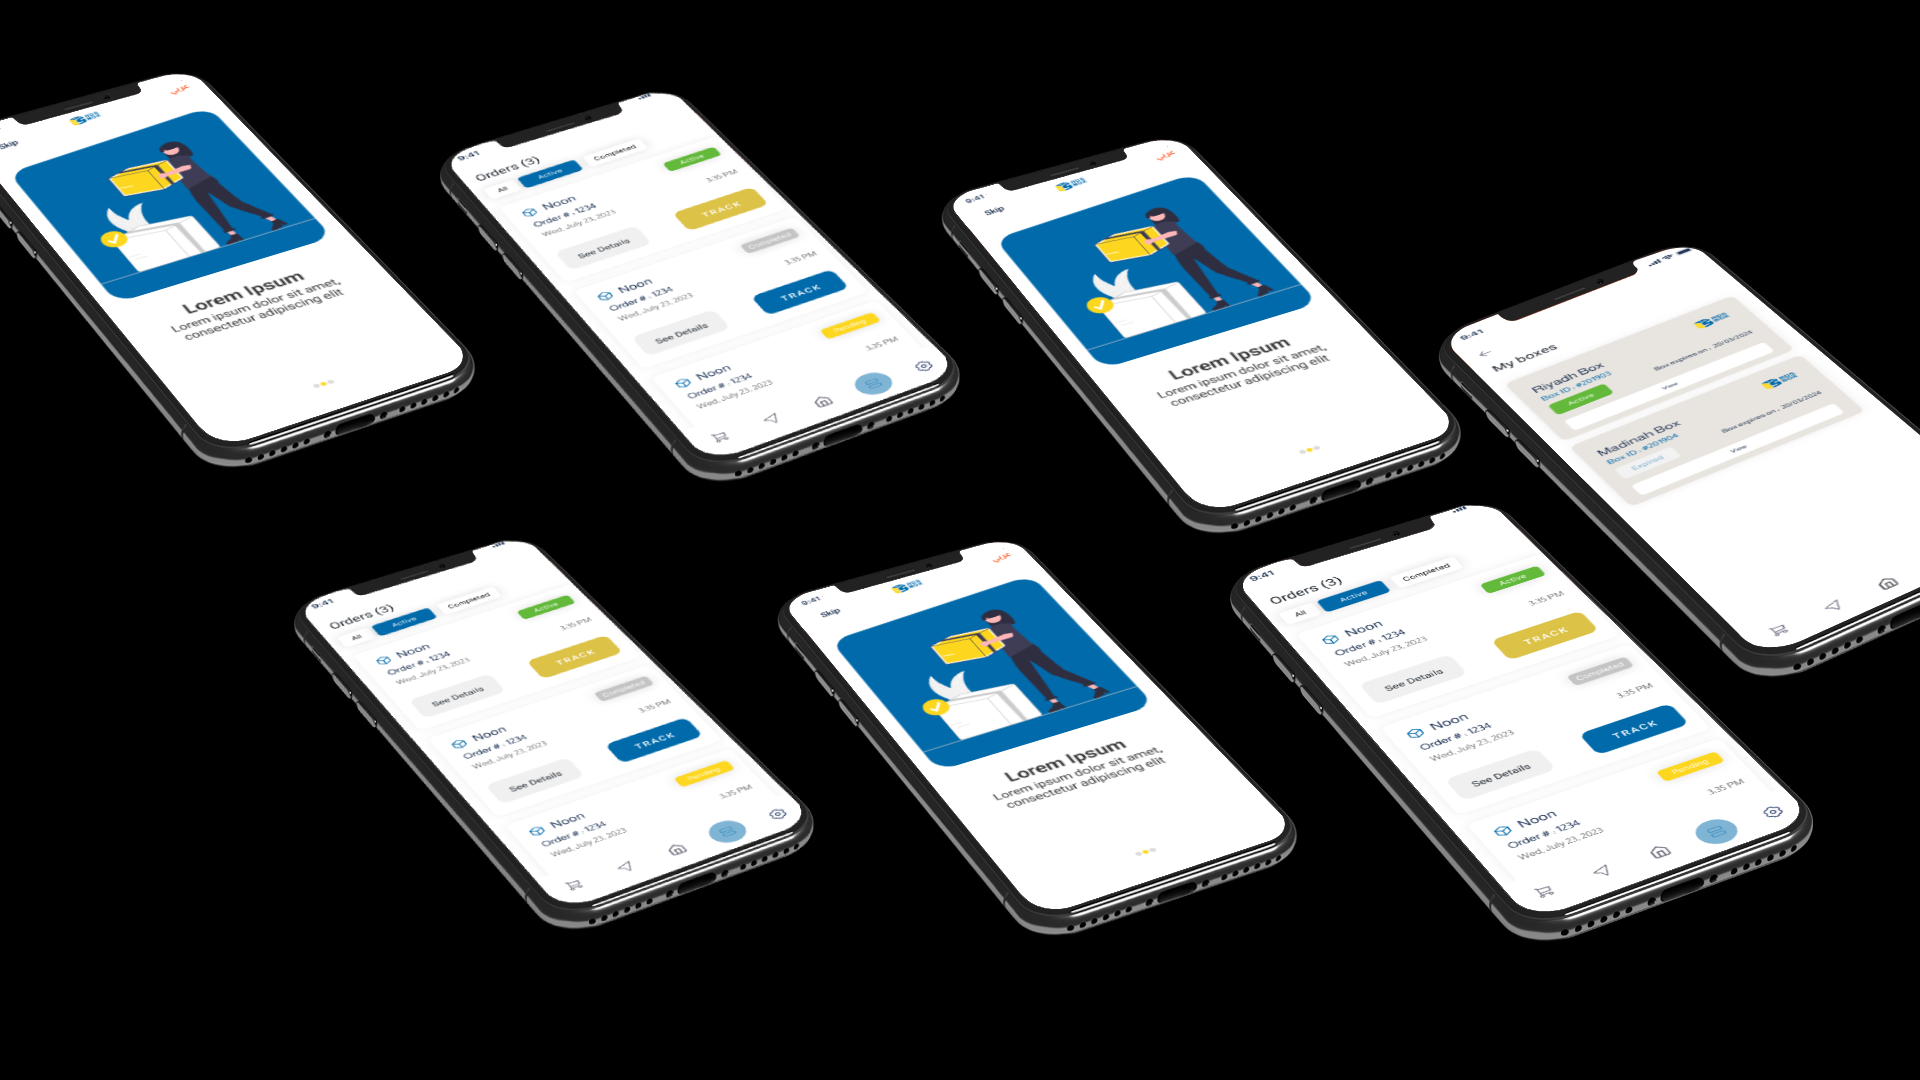 عربي
Skip
Lorem Ipsum
Lorem ipsum dolor sit amet,
consectetur adipiscing elit
9:41
Orders (3)
All
Active
Completed
Active
Noon
Order # . 1234
Wed, July 23, 2023
3:35 PM
See Details
TRACK
Completed
Noon
Order # . 1234
Wed, July 23, 2023
3:35 PM
See Details
TRACK
Pending
Noon
Order # . 1234
Wed, July 23, 2023
3:35 PM
9:41
عربي
Skip
Lorem Ipsum
Lorem ipsum dolor sit amet,
consectetur adipiscing elit
9:41
My boxes
Riyadh Box
Box ID . #201903
Active
Box expires on . 20/03/2024
View
Madinah Box
Box ID . #201904
Expired
Box expires on . 20/03/2024
View
9:41
Orders (3)
All
Active
Completed
Active
Noon
Order # . 1234
Wed, July 23, 2023
3:35 PM
See Details
TRACK
Completed
Noon
Order # . 1234
Wed, July 23, 2023
3:35 PM
See Details
TRACK
Pending
Noon
Order # . 1234
Wed, July 23, 2023
3:35 PM
9:41
عربي
Skip
Lorem Ipsum
Lorem ipsum dolor sit amet,
consectetur adipiscing elit
9:41
Orders (3)
All
Active
Completed
Active
Noon
Order # . 1234
Wed, July 23, 2023
3:35 PM
See Details
TRACK
Completed
Noon
Order # . 1234
Wed, July 23, 2023
3:35 PM
See Details
TRACK
Pending
Noon
Order # . 1234
Wed, July 23, 2023
3:35 PM